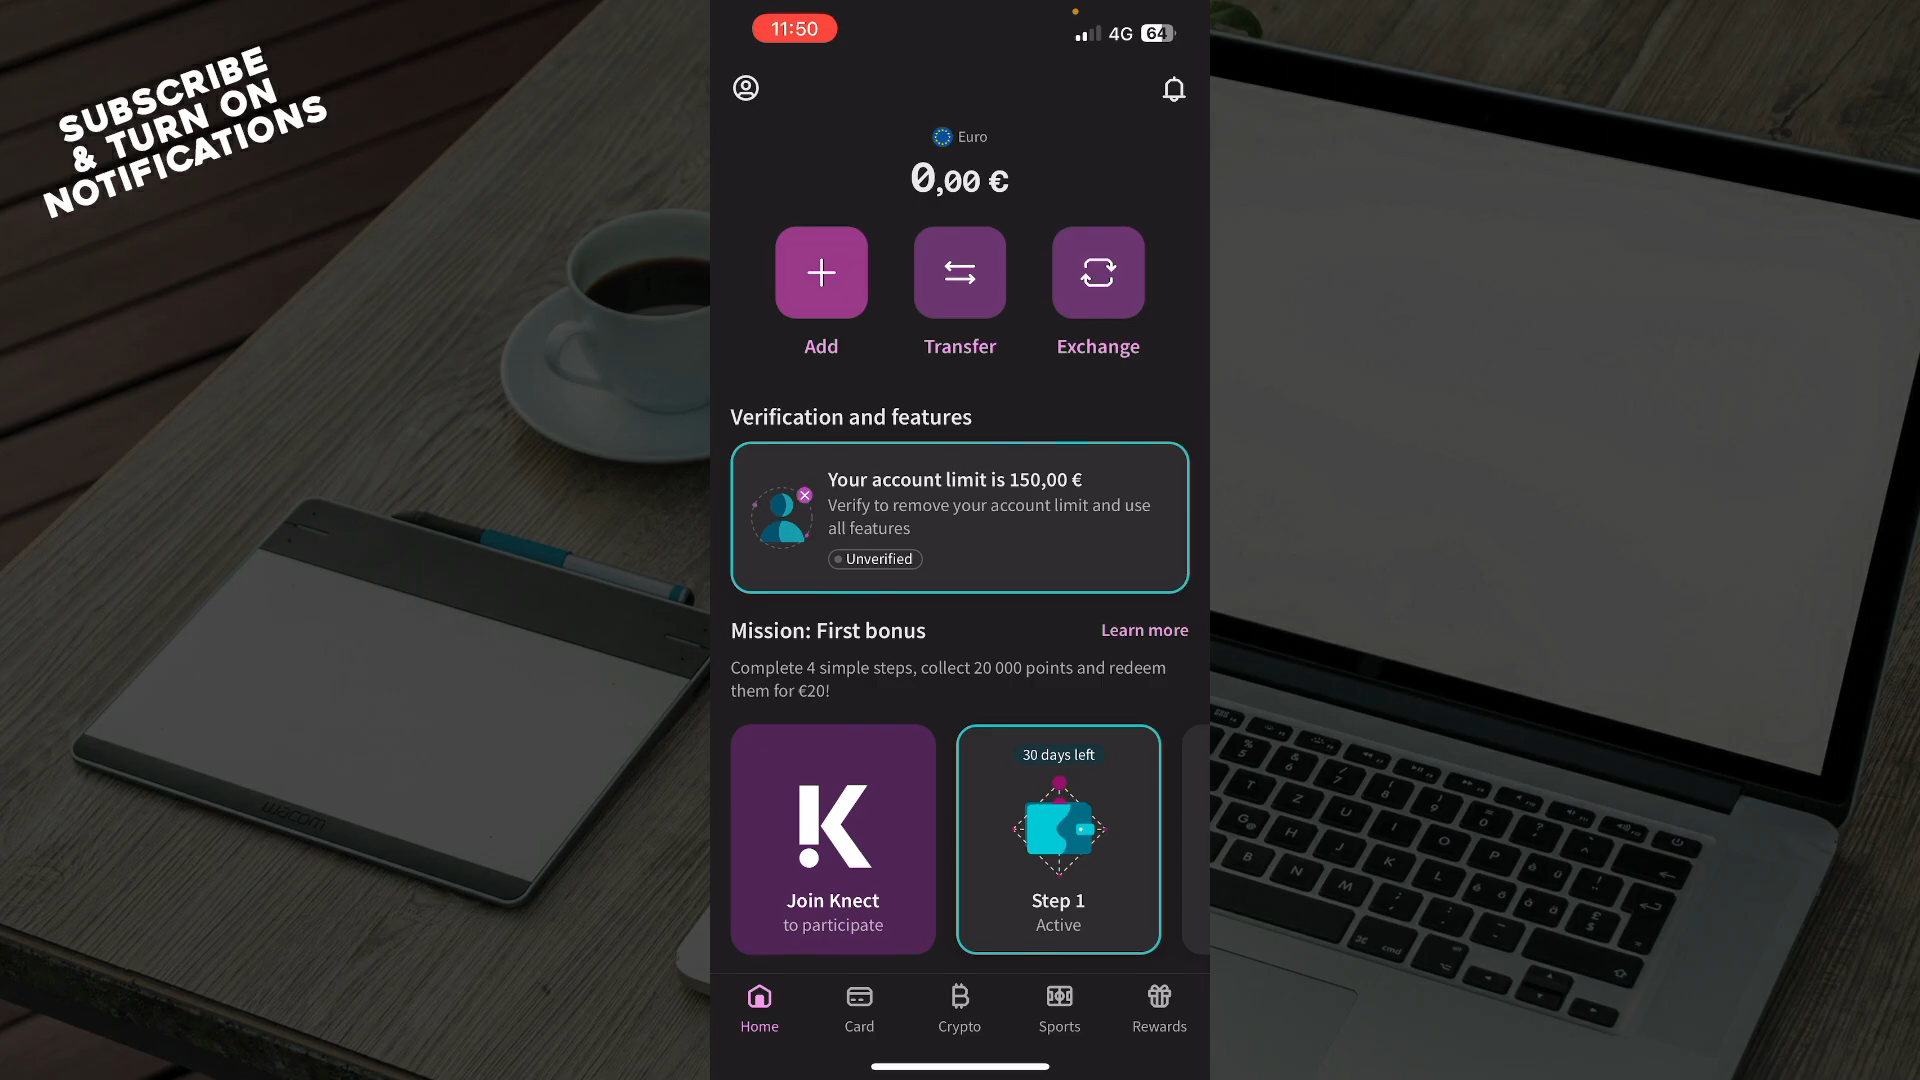 SUBSCRIBE
& TURN ON
NOTIFICATIONS
11:50
4G 64
Euro
0,00 €
Add
Transfer
Exchange
Verification and features
Your account limit is 150,00 €
Verify to remove your account limit and use
all features
Unverified
Mission: First bonus
Learn more
Complete 4 simple steps, collect 20 000 points and redeem
them for €20!
Join Knect
to participate
30 days left
Step 1
Active
Home
Card
Crypto
Sports
Rewards
wacom